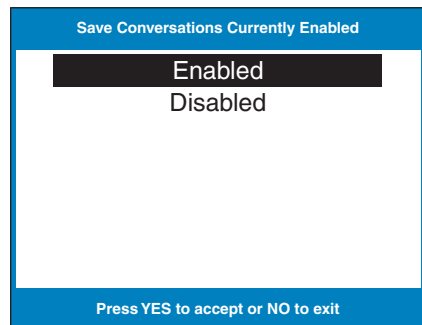 Save Conversations Currently Enabled
Enabled
Disabled
Press YES to accept or NO to exit